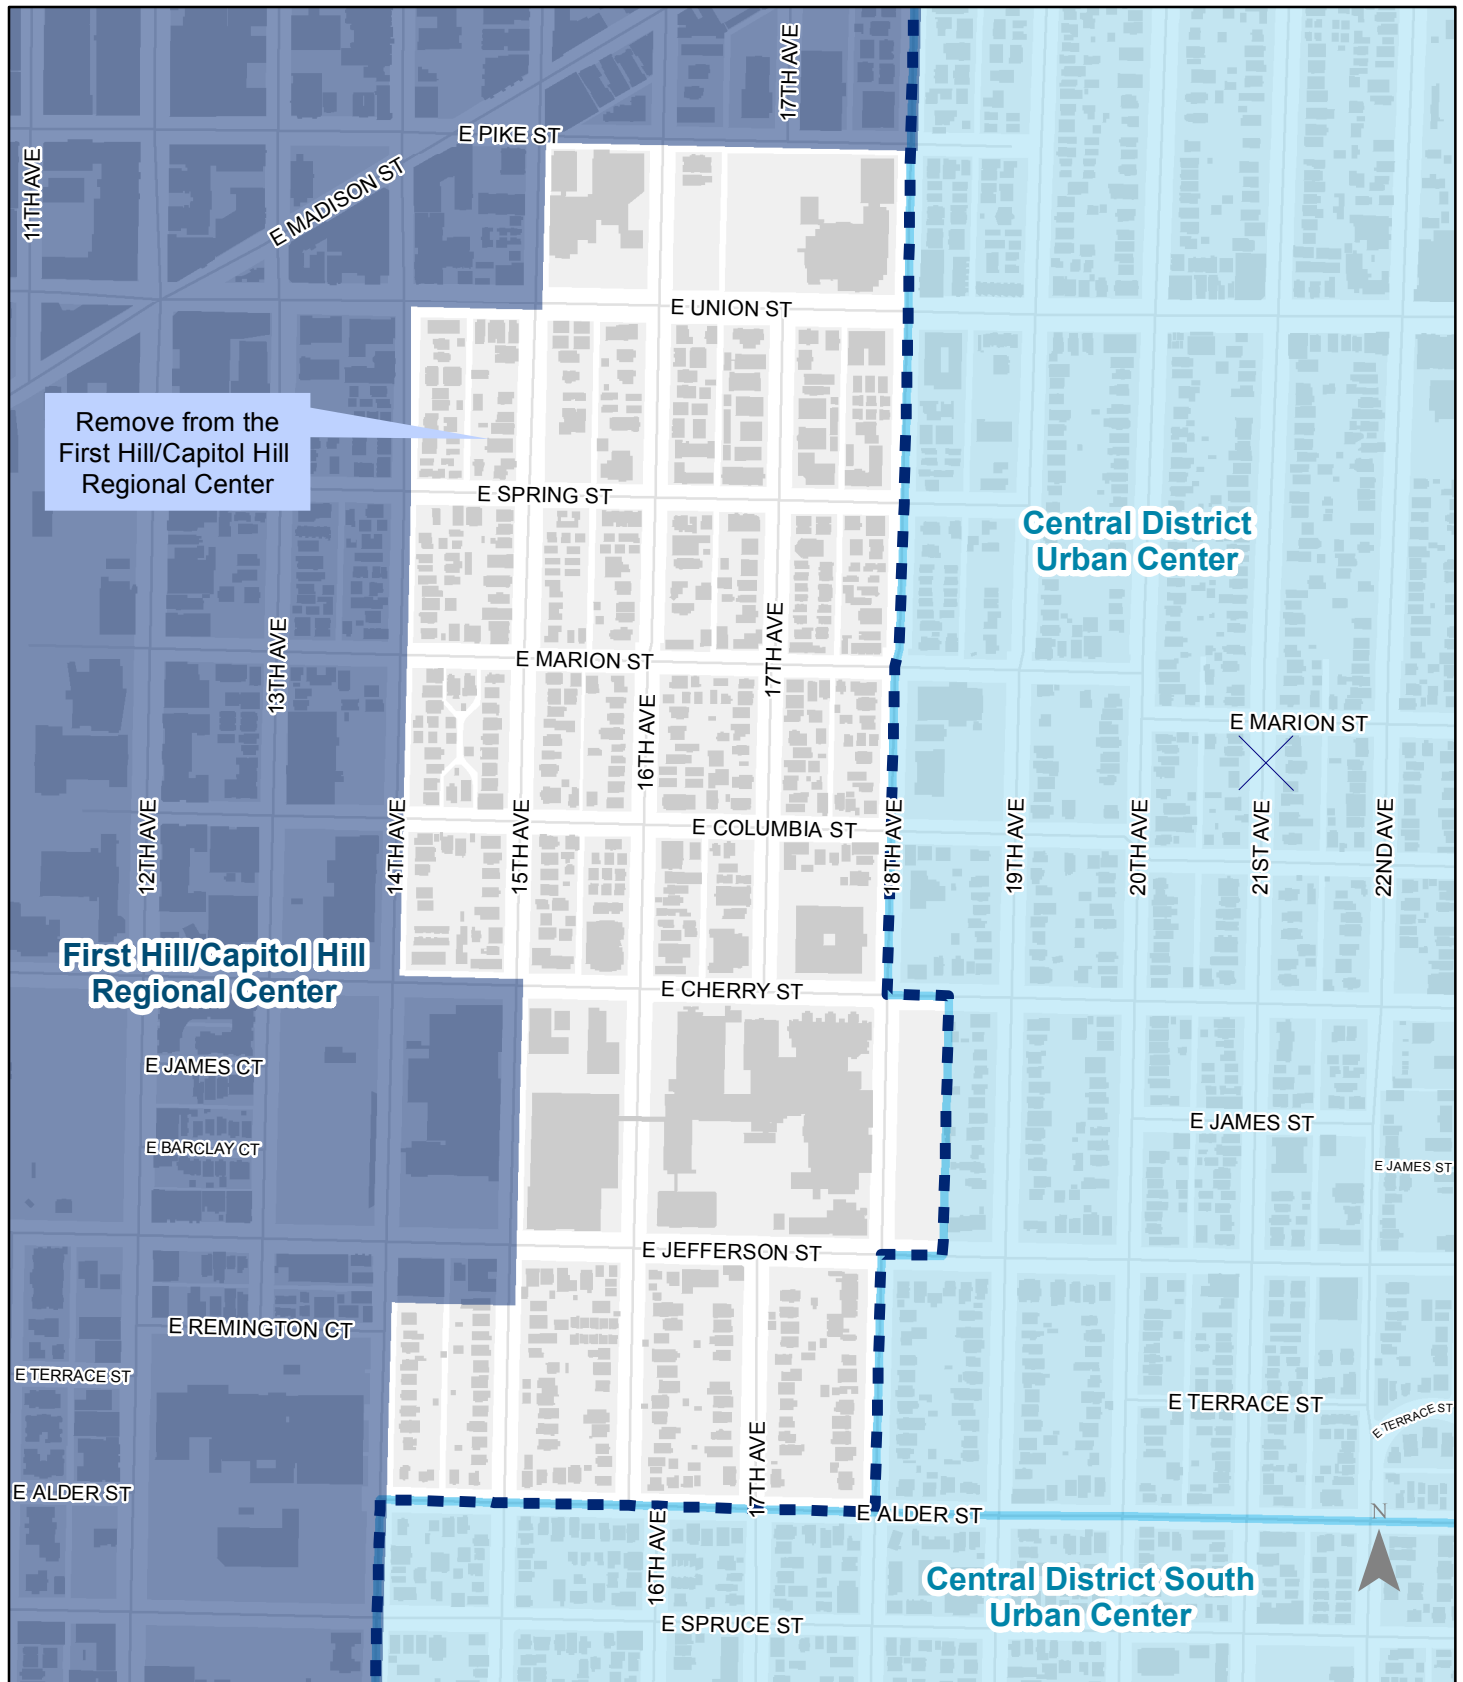 17TH AVE
E PIKE ST
11TH AVE
E MADISON ST
E UNION ST
Remove from the
First Hill/Capitol Hill
Regional Center
E SPRING ST
Central District
Urban Center
17TH AVE
13TH AVE
E MARION ST
16TH AVE
E MARION ST
12TH AVE
14TH AVE
15TH AVE
E COLUMBIA ST
18TH AVE
19TH AVE
20TH AVE
21ST AVE
22ND AVE
First Hill/Capitol Hill
Regional Center
E CHERRY ST
E JAMES CT
E JAMES ST
E BARCLAY CT
E JAMES ST
E JEFFERSON ST
E REMINGTON CT
E TERRACE ST
E TERRACE ST
E TERRACE ST
17TH AVE
E ALDER ST
E ALDER ST
N
16TH AVE
Central District South
Urban Center
E SPRUCE ST